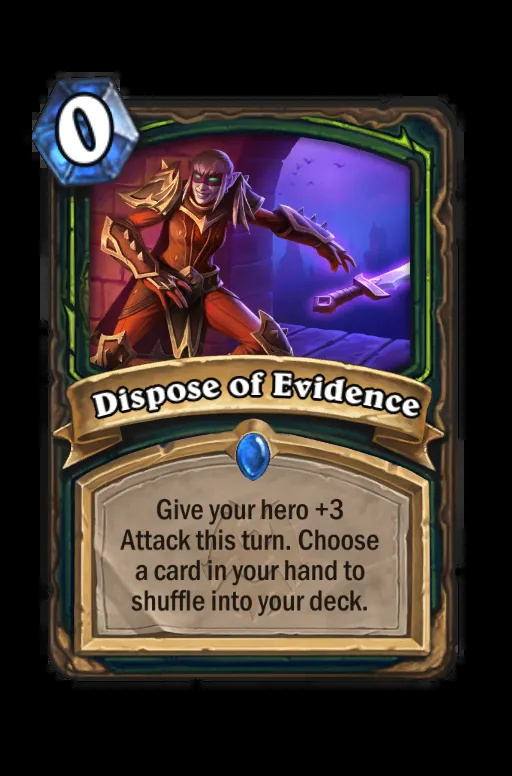 0
Dispose of Evidence
Give your hero +3
Attack this turn. Choose
a card in your hand to
shuffle into your deck.